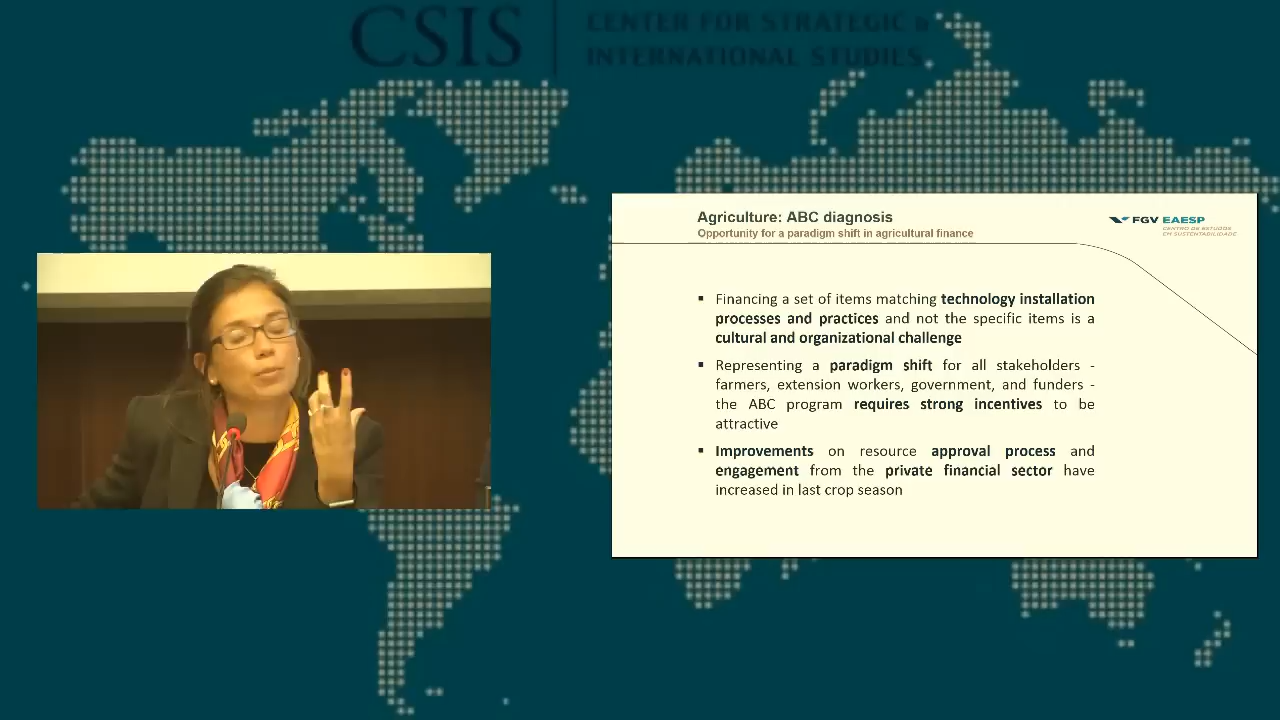 CSIS
CENTER FOR STRATEGIC &
INTERNATIONAL STUDIES
Agriculture: ABC diagnosis
Opportunity for a paradigm shift in agricultural finance
FGV EAESP
CENTRO DE ESTUDOS
EM SUSTENTABILIDADE
▪ Financing a set of items matching technology installation
processes and practices and not the specific items is a
cultural and organizational challenge
▪ Representing a paradigm shift for all stakeholders -
farmers, extension workers, government, and funders -
the ABC program requires strong incentives to be
attractive
▪ Improvements on resource approval process and
engagement from the private financial sector have
increased in last crop season